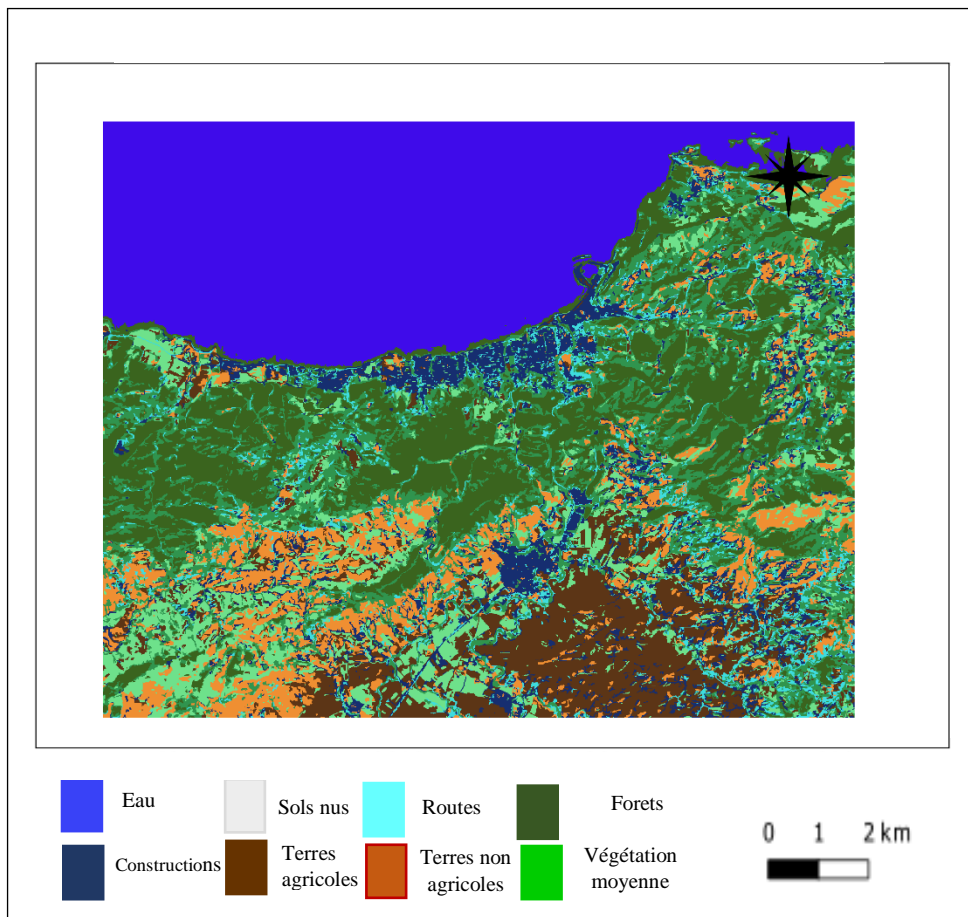 Eau
Sols nus
Routes
Forets
0 1 2 km
Constructions
Terres
agricoles
Terres non
agricoles
Végétation
moyenne